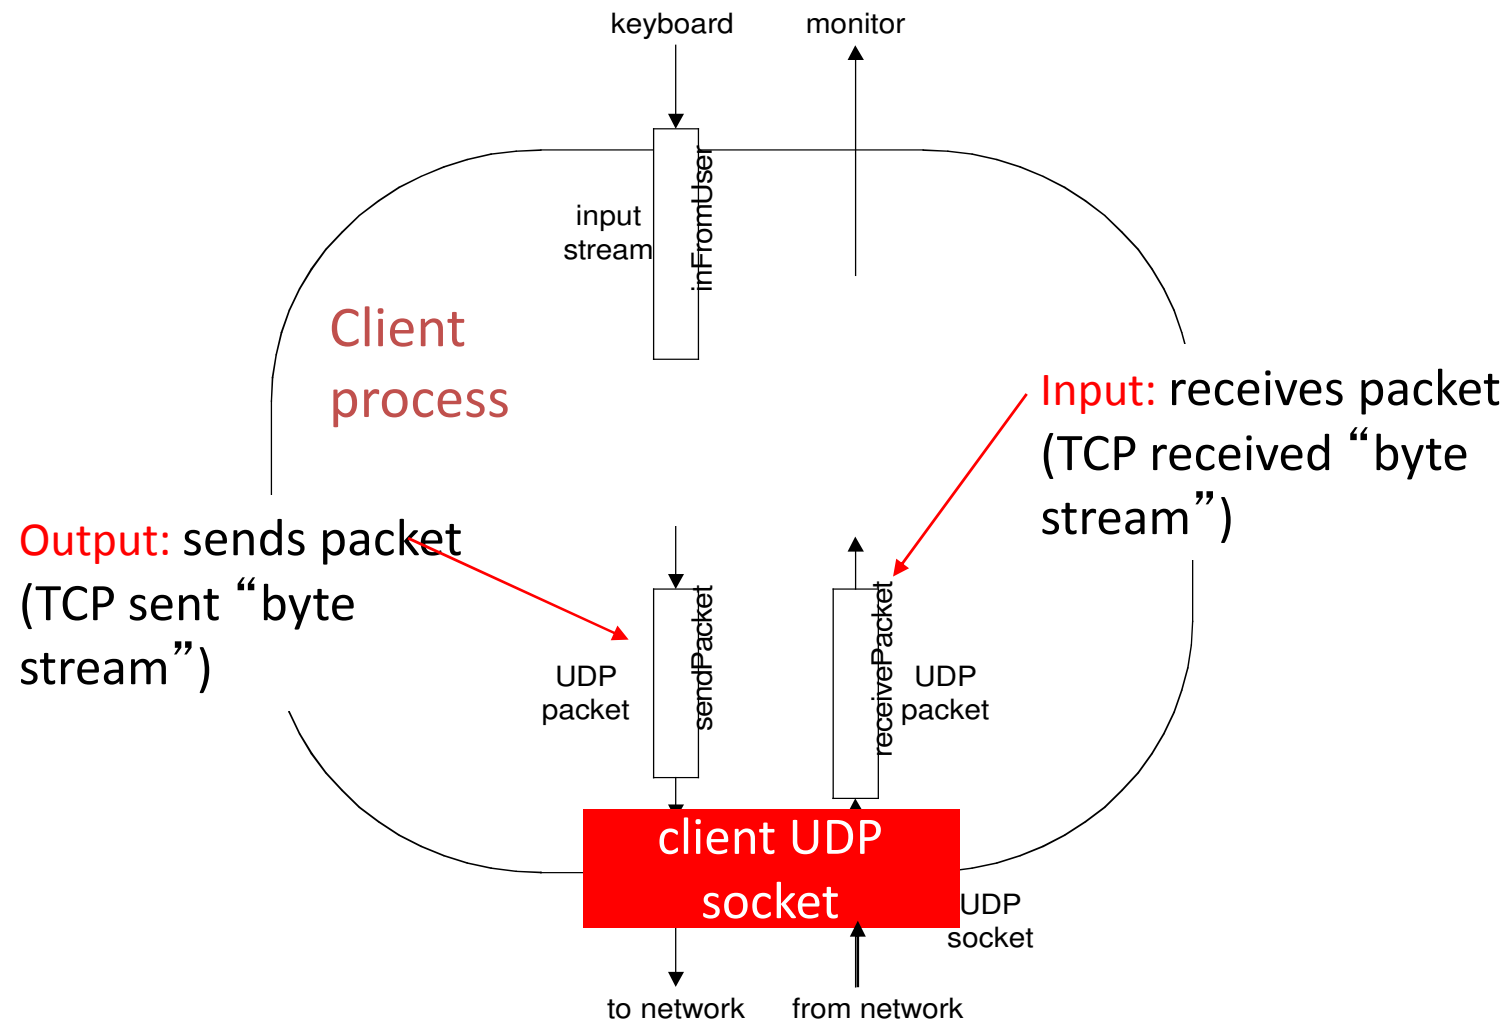 keyboard
monitor
inFromUser
input
stream
Client
process
Input: receives packet
(TCP received “byte
stream”)
Output: sends packet
(TCP sent “byte
stream”)
sendPacket
receivePacket
UDP
packet
UDP
packet
client UDP
socket
UDP
socket
to network
from network